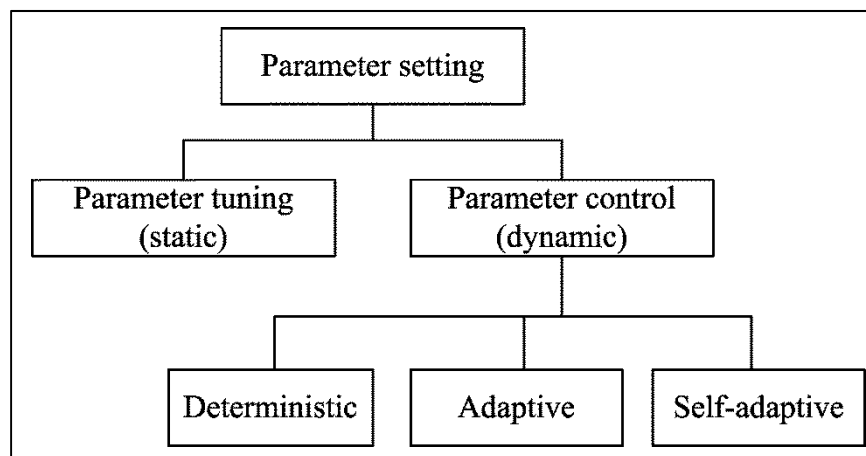 Parameter setting
Parameter tuning
(static)
Parameter control
(dynamic)
Deterministic
Adaptive
Self-adaptive